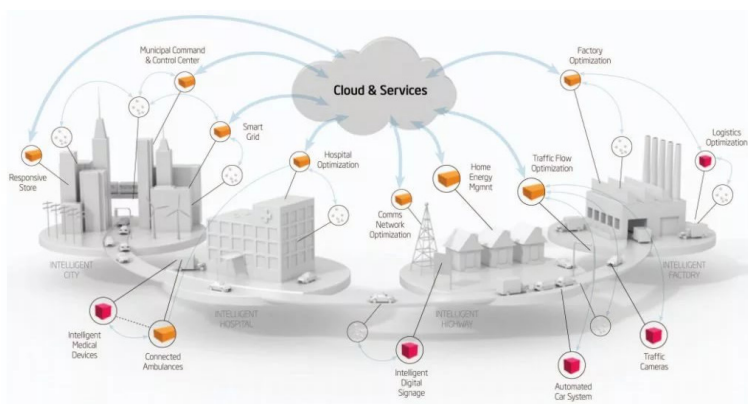 Municipal Command
& Control Center
Cloud & Services
Factory
Optimization
Smart
Grid
Logistics
Optimization
Hospital
Optimization
Home
Energy
Mgmnt
Traffic Flow
Optimization
Responsive
Store
Comms
Network
Optimization
INTELLIGENT
CITY
INTELLIGENT
FACTORY
INTELLIGENT
HOSPITAL
INTELLIGENT
HIGHWAY
Intelligent
Medical
Devices
Connected
Ambulances
Intelligent
Digital
Signage
Automated
Car System
Traffic
Cameras